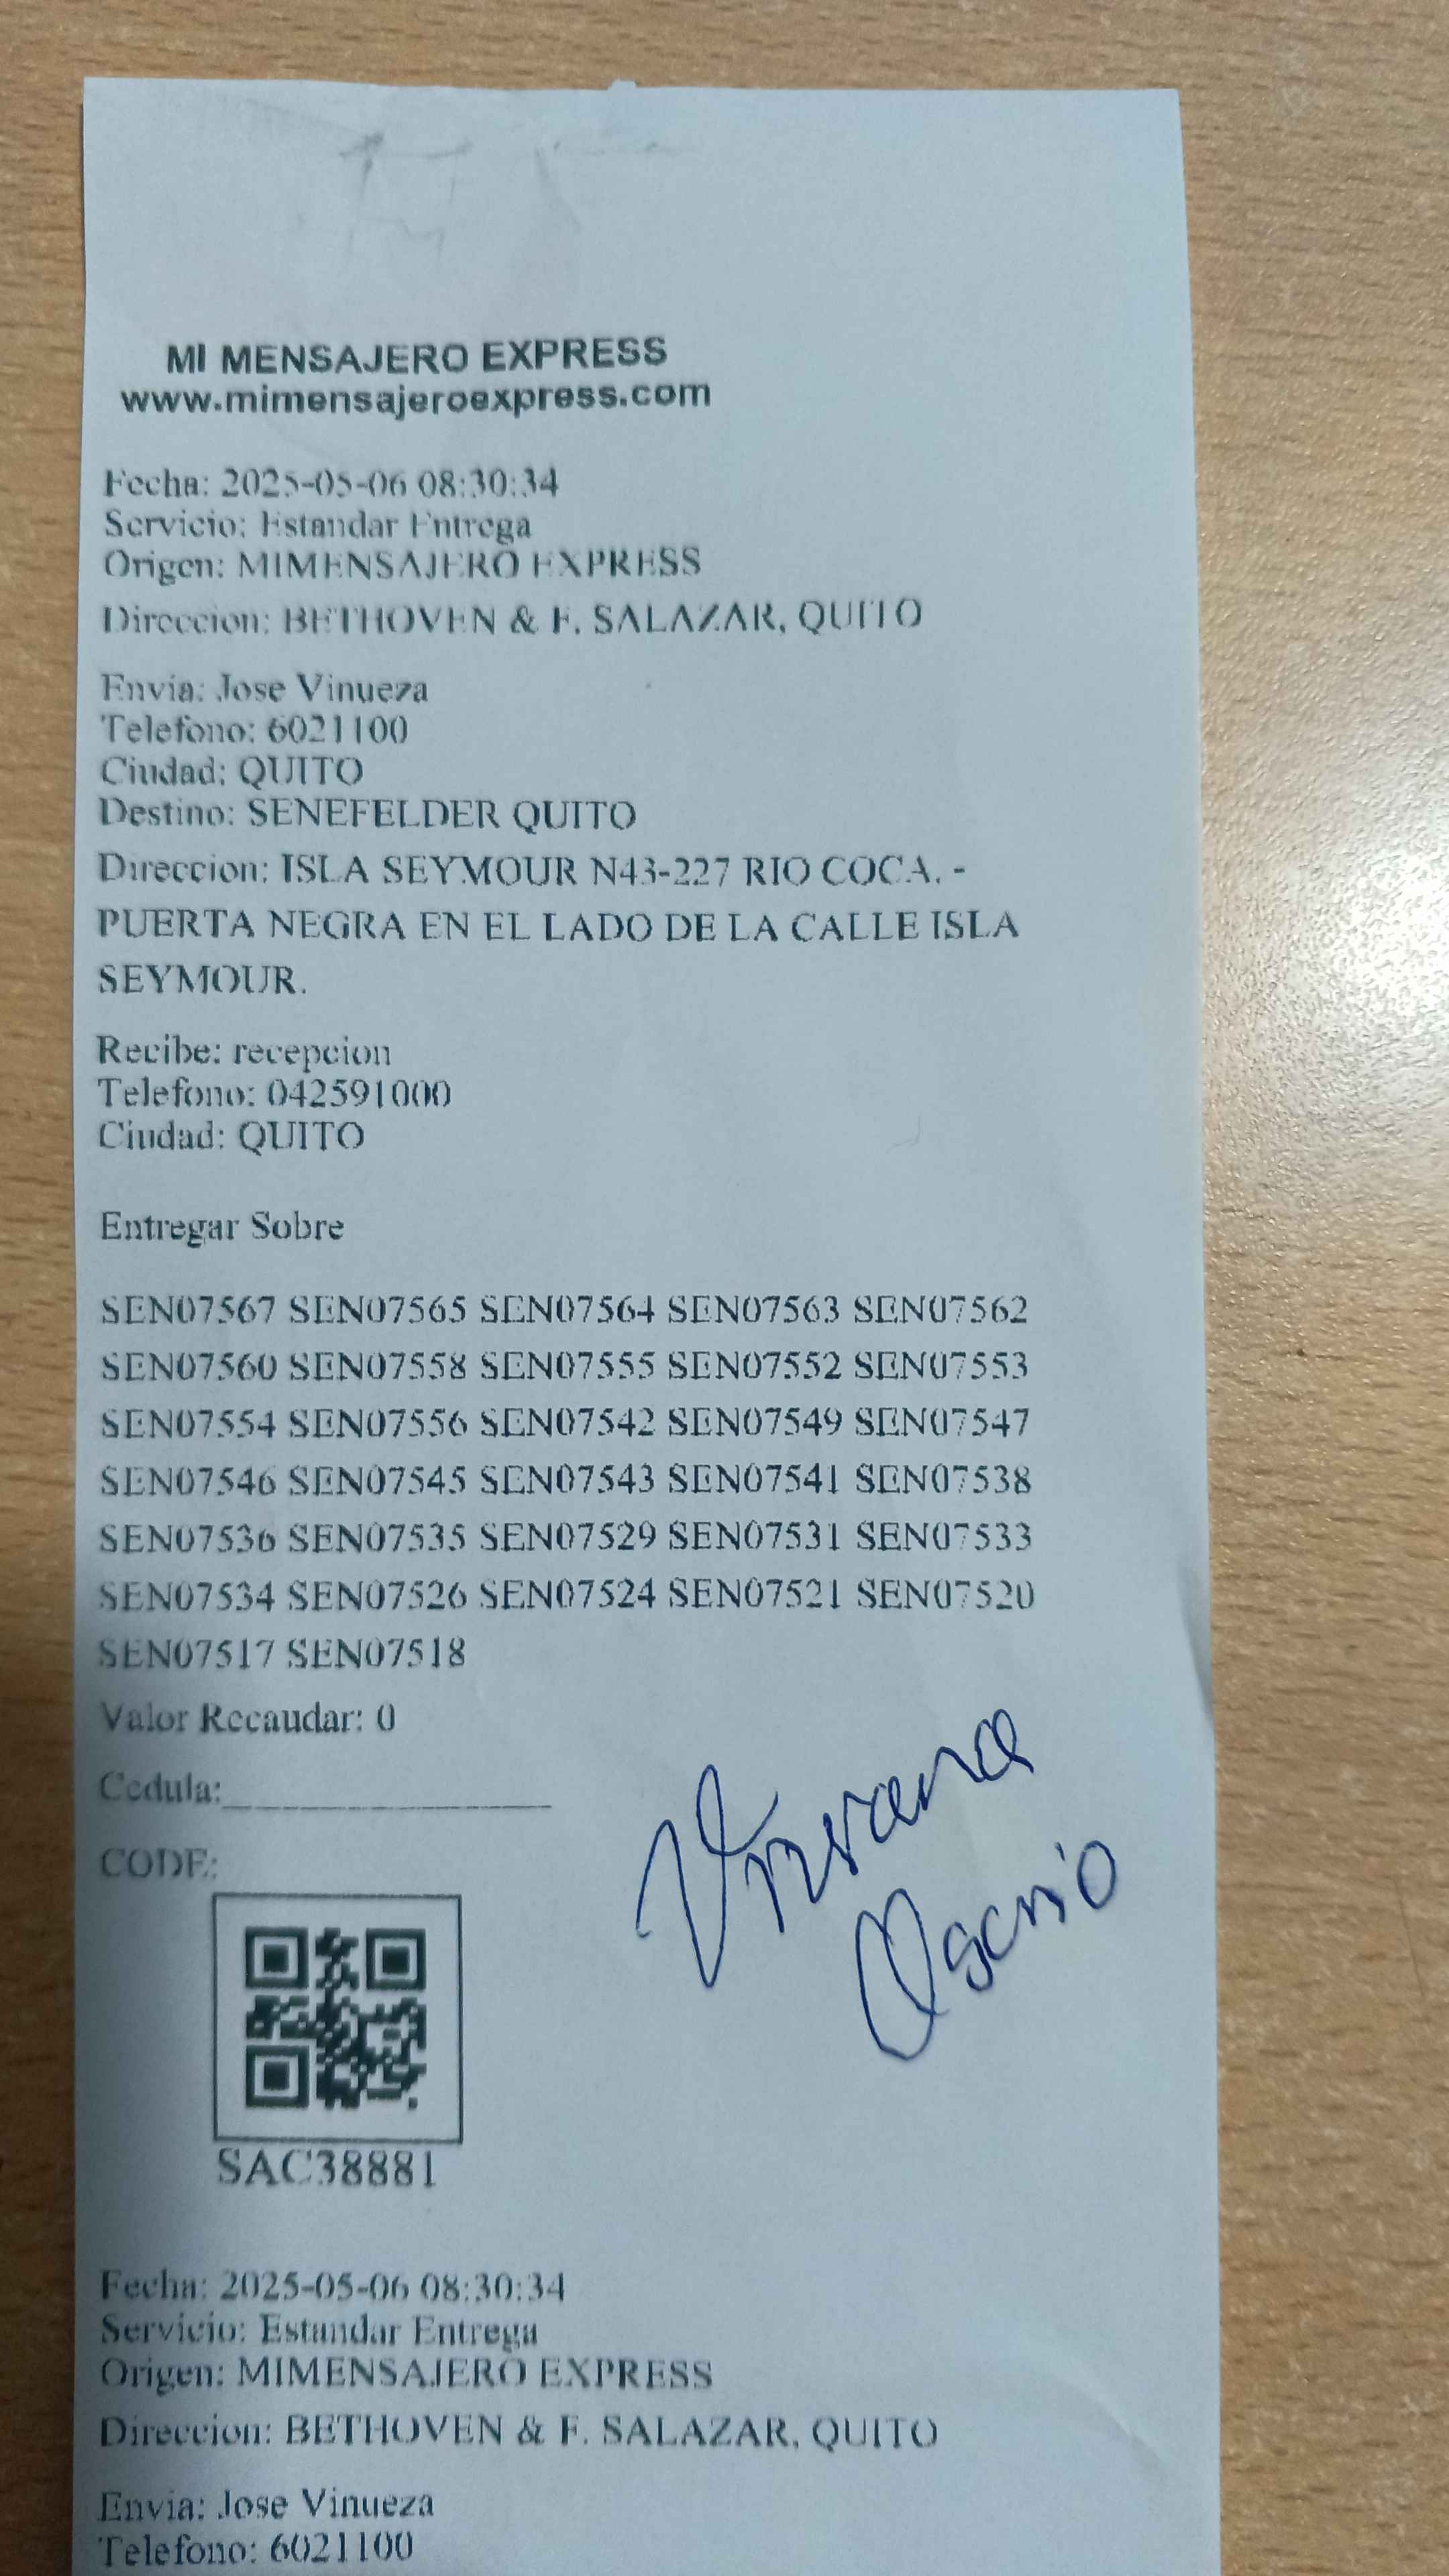 MI MENSAJERO EXPRESS
www.mimensajeroexpress.com
Fecha: 2025-05-06 08:30:34
Servicio: Estandar Entrega
Origen: MIMENSAJERO EXPRESS
Direccion: BETHOVEN & F. SALAZAR, QUITO
Envia: Jose Vinueza
Telefono: 6021100
Ciudad: QUITO
Destino: SENEFELDER QUITO
Direccion: ISLA SEYMOUR N43-227 RIO COCA. -
PUERTA NEGRA EN EL LADO DE LA CALLE ISLA
SEYMOUR.
Recibe: recepcion
Telefono: 042591000
Ciudad: QUITO
Entregar Sobre
SEN07567 SEN07565 SEN07564 SEN07563 SEN07562
SEN07560 SEN07558 SEN07555 SEN07552 SEN07553
SEN07554 SEN07556 SEN07542 SEN07549 SEN07547
SEN07546 SEN07545 SEN07543 SEN07541 SEN07538
SEN07536 SEN07535 SEN07529 SEN07531 SEN07533
SEN07534 SEN07526 SEN07524 SEN07521 SEN07520
SEN07517 SEN07518
Valor Recaudar: 0
Cedula:________________
Viviana
Osorio
CODE:
SAC38881
Fecha: 2025-05-06 08:30:34
Servicio: Estandar Entrega
Origen: MIMENSAJERO EXPRESS
Direccion: BETHOVEN & F. SALAZAR, QUITO
Envia: Jose Vinueza
Telefono: 6021100